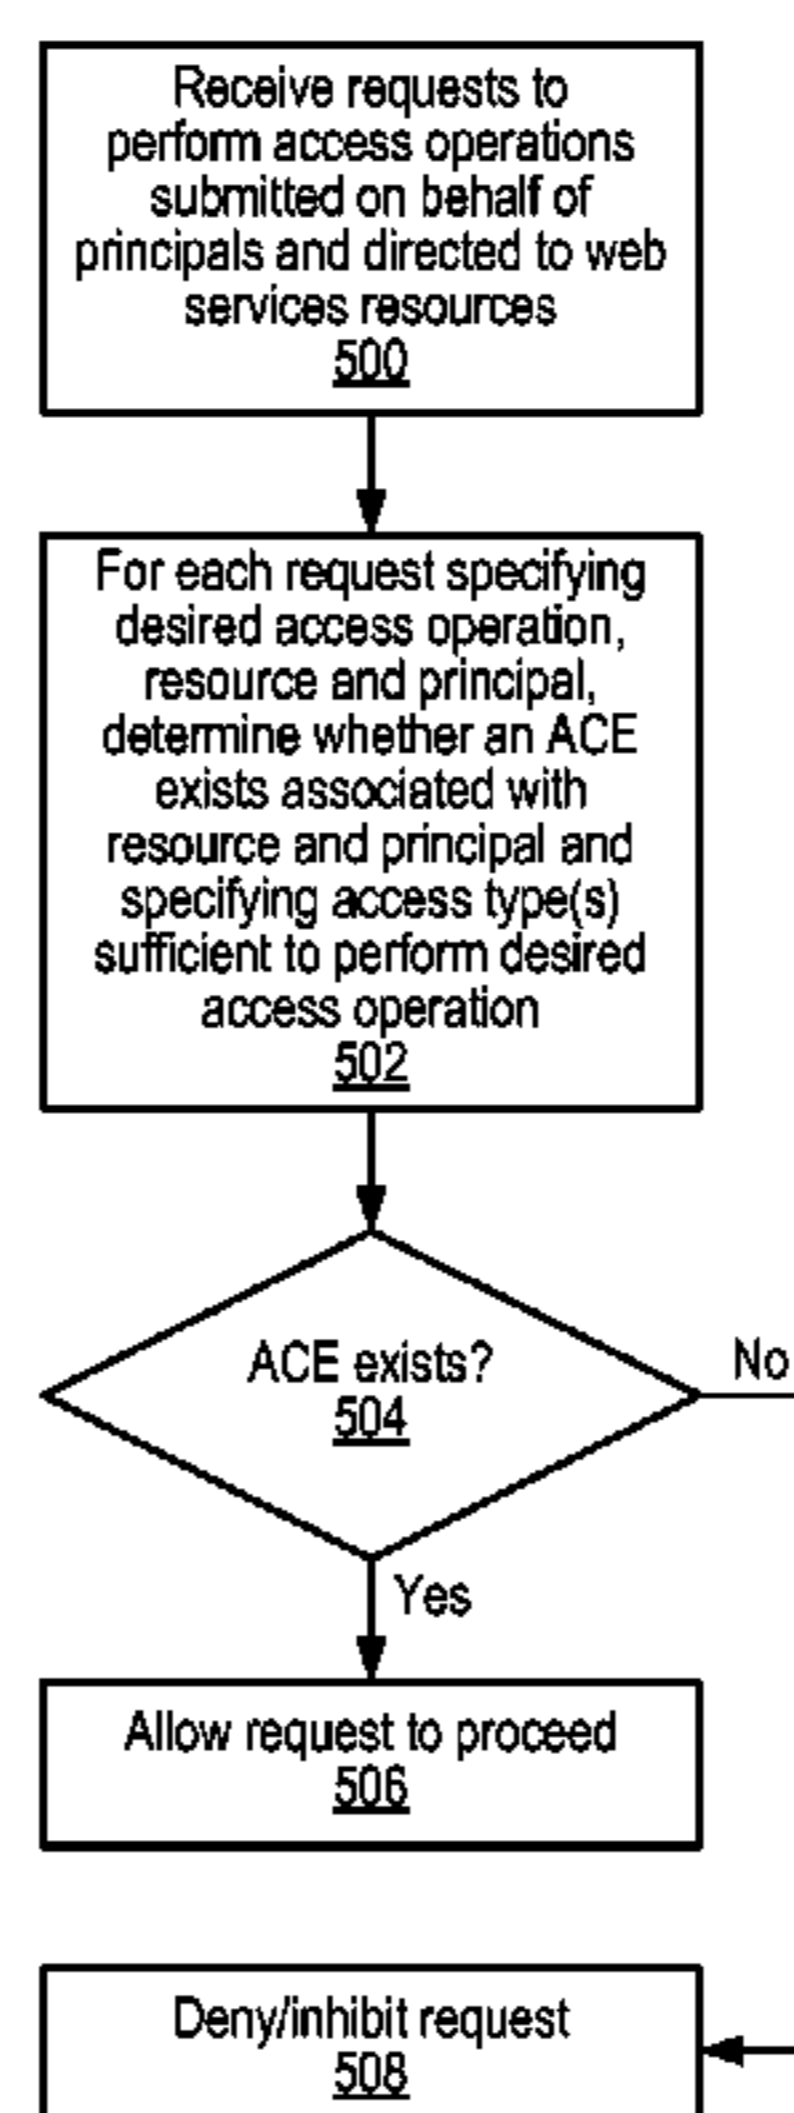 Receive requests to
perform access operations
submitted on behalf of
principals and directed to web
services resources
500
For each request specifying
desired access operation,
resource and principal,
determine whether an ACE
exists associated with
resource and principal and
specifying access type(s)
sufficient to perform desired
access operation
502
ACE exists?
504
No
Yes
Allow request to proceed
506
Deny/inhibit request
508